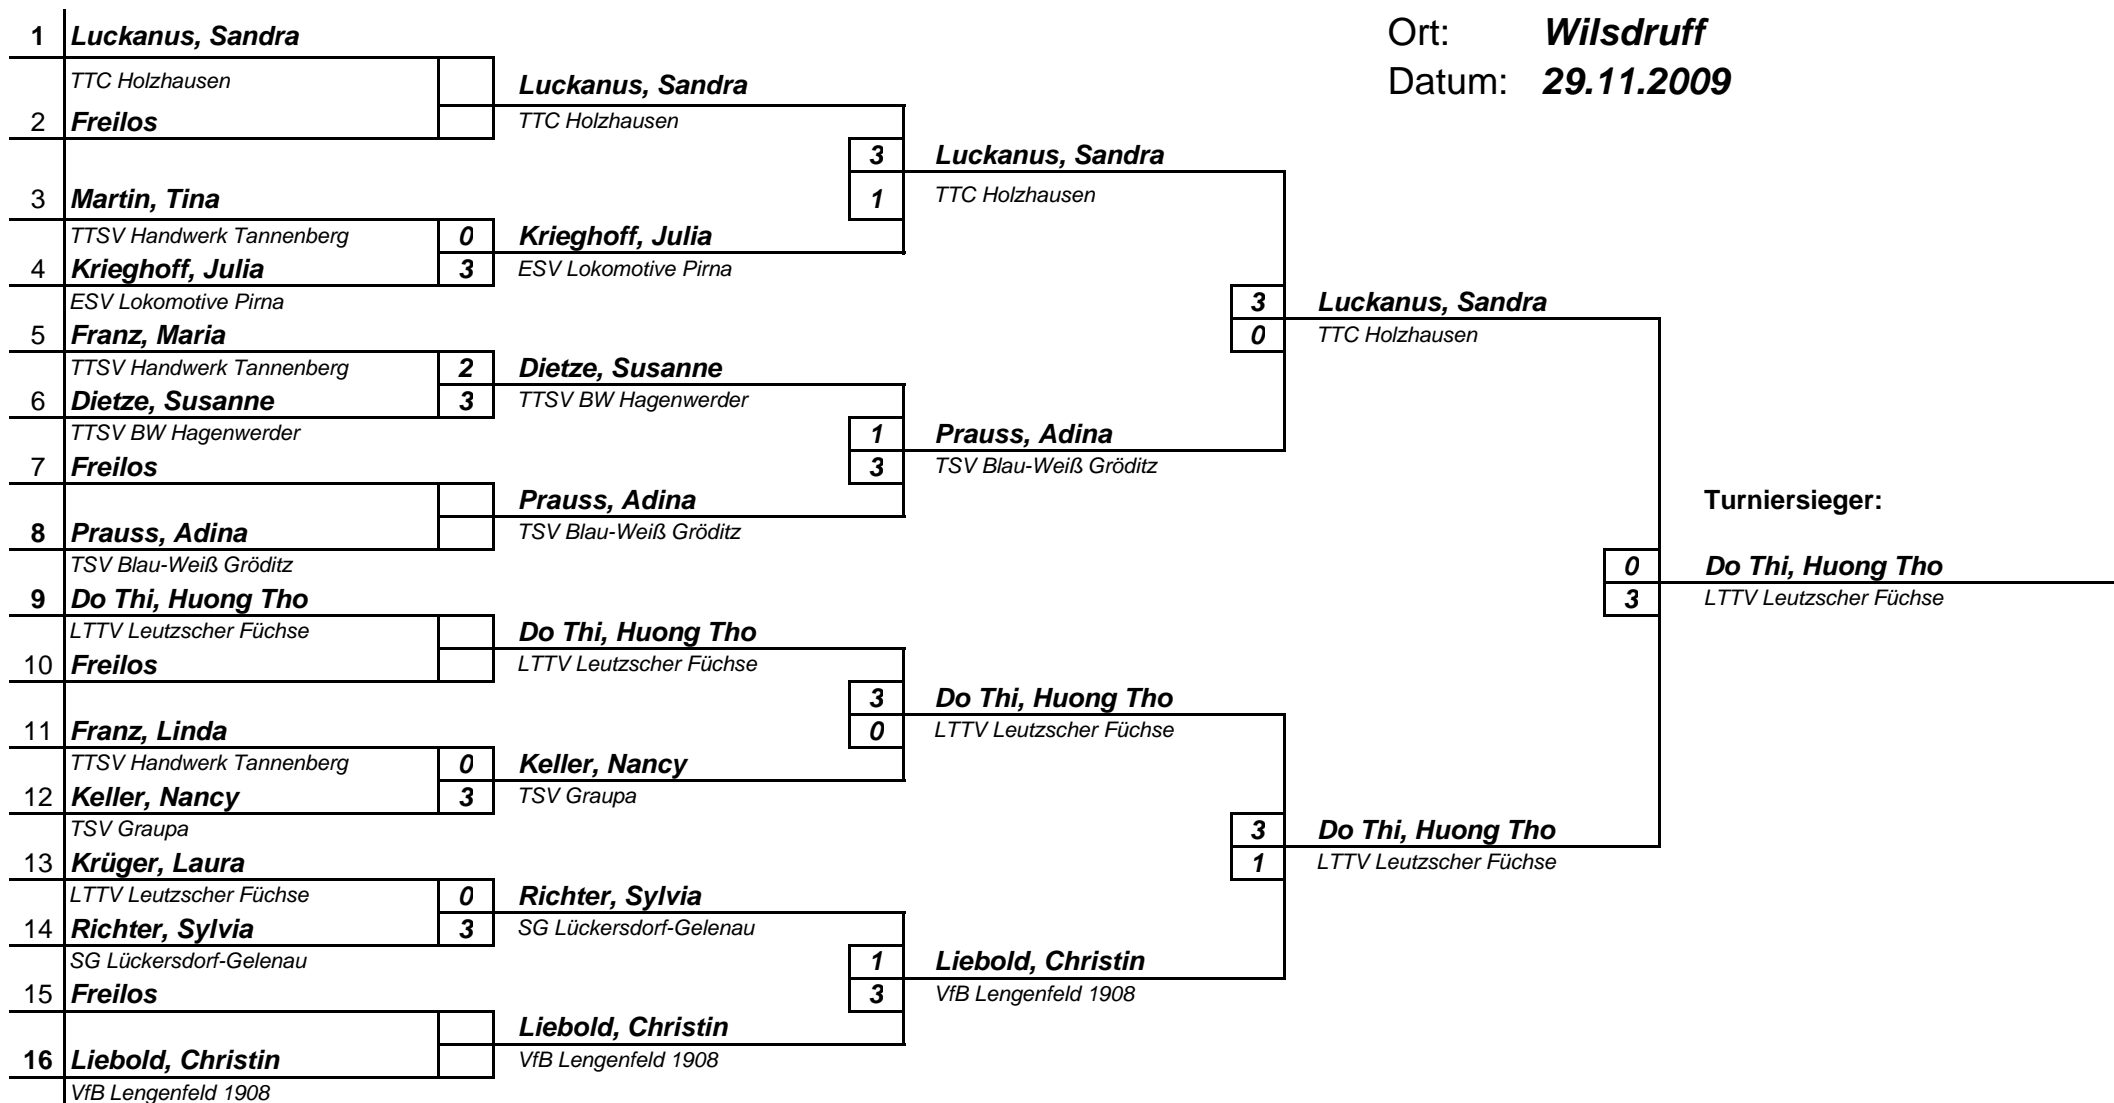 Ort: Wilsdruff
Datum: 29.11.2009
1 Luckanus, Sandra
TTC Holzhausen
Luckanus, Sandra
2 Freilos
TTC Holzhausen
3 Luckanus, Sandra
3 Martin, Tina
1 TTC Holzhausen
TTSV Handwerk Tannenberg 0 Krieghoff, Julia
4 Krieghoff, Julia 3 ESV Lokomotive Pirna
ESV Lokomotive Pirna
3 Luckanus, Sandra
5 Franz, Maria
0 TTC Holzhausen
TTSV Handwerk Tannenberg 2 Dietze, Susanne
6 Dietze, Susanne 3 TTSV BW Hagenwerder
TTSV BW Hagenwerder
1 Prauss, Adina
7 Freilos
3 TSV Blau-Weiß Gröditz
Prauss, Adina
Turniersieger:
8 Prauss, Adina
TSV Blau-Weiß Gröditz
TSV Blau-Weiß Gröditz
0 Do Thi, Huong Tho
9 Do Thi, Huong Tho
3 LTTV Leutzscher Füchse
LTTV Leutzscher Füchse
Do Thi, Huong Tho
10 Freilos
LTTV Leutzscher Füchse
3 Do Thi, Huong Tho
11 Franz, Linda
0 LTTV Leutzscher Füchse
TTSV Handwerk Tannenberg 0 Keller, Nancy
12 Keller, Nancy 3 TSV Graupa
TSV Graupa
3 Do Thi, Huong Tho
13 Krüger, Laura
1 LTTV Leutzscher Füchse
LTTV Leutzscher Füchse 0 Richter, Sylvia
14 Richter, Sylvia 3 SG Lückersdorf-Gelenau
SG Lückersdorf-Gelenau
1 Liebold, Christin
15 Freilos
3 VfB Lengenfeld 1908
Liebold, Christin
16 Liebold, Christin
VfB Lengenfeld 1908
VfB Lengenfeld 1908